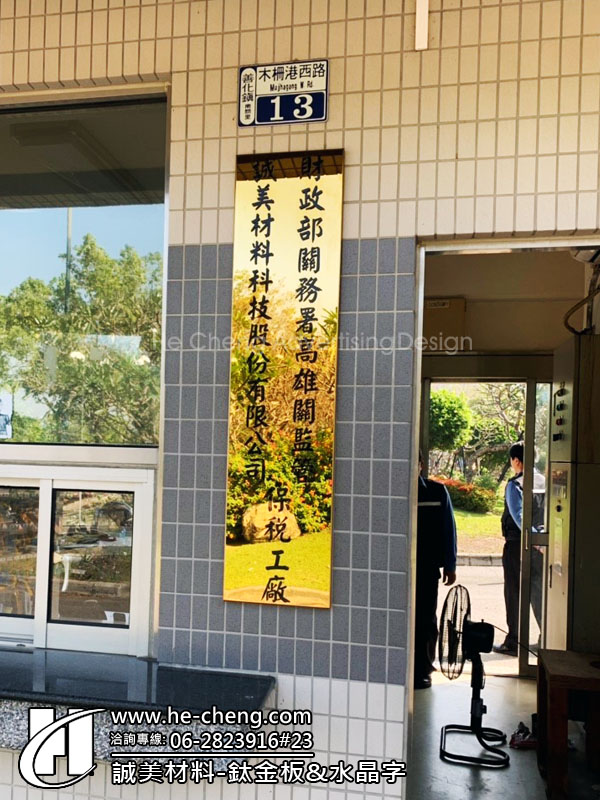 善化鎮
木柵港西路
Mujhagang W Rd.
13
財政部關務署高雄關監管
誠美材料科技股份有限公司
保稅工廠
He Cheng Advertising Design
www.he-cheng.com
洽詢專線: 06-2823916#23
誠美材料-鈦金板&水晶字